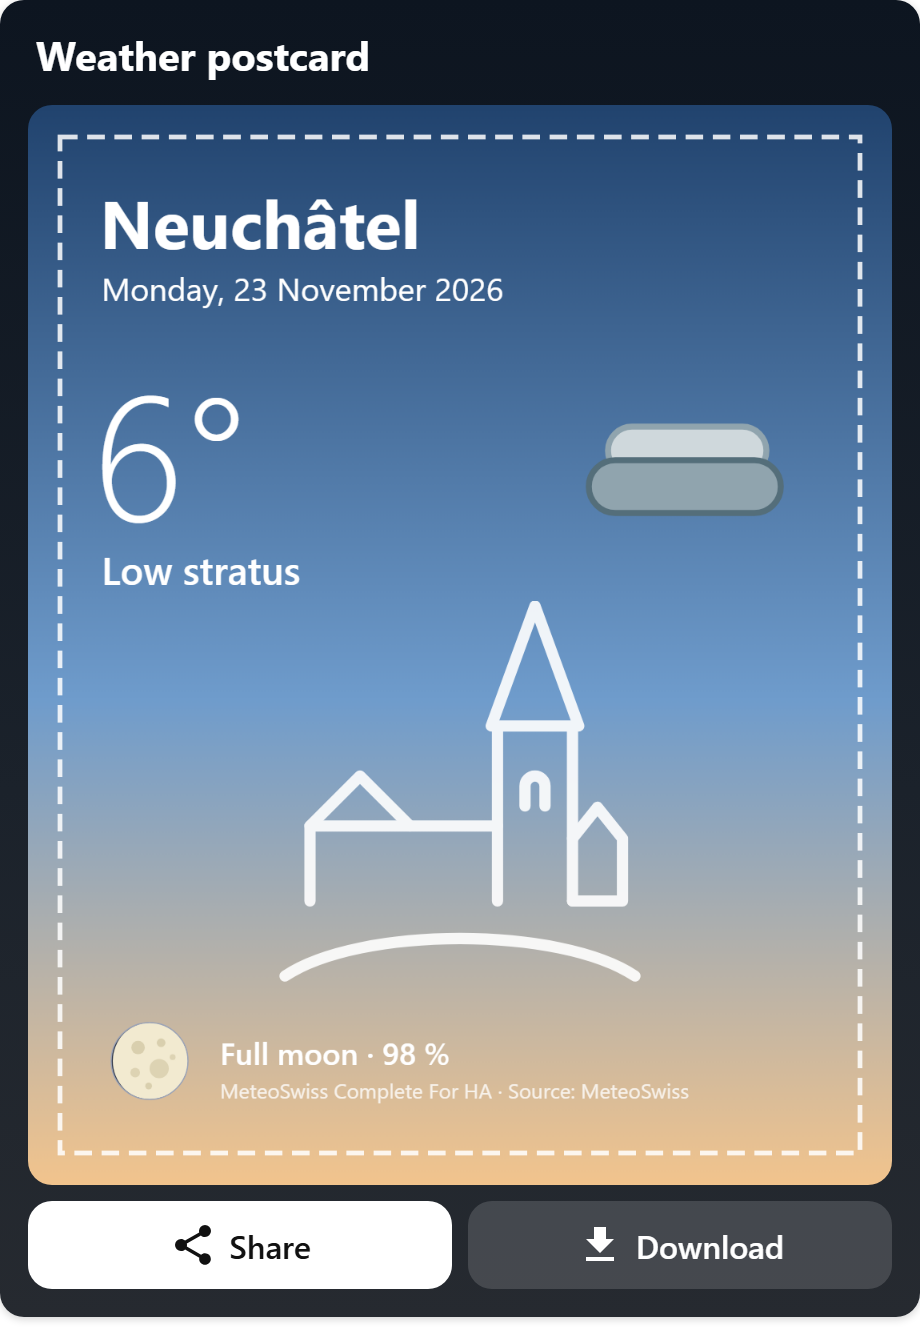 Weather postcard
Neuchâtel
Monday, 23 November 2026
6°
Low stratus
Full moon · 98 %
MeteoSwiss Complete For HA · Source: MeteoSwiss
Share
Download